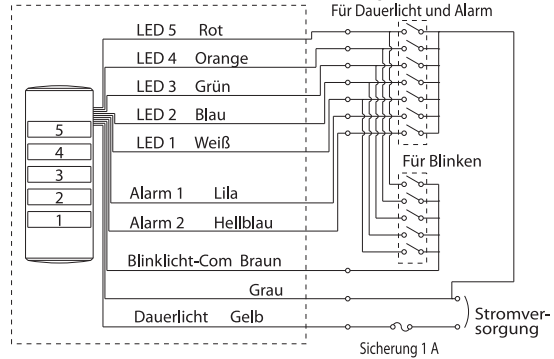 Für Dauerlicht und Alarm
LED 5 Rot
LED 4 Orange
LED 3 Grün
LED 2 Blau
LED 1 Weiß
5
4
3
2
1
Für Blinken
Alarm 1 Lila
Alarm 2 Hellblau
Blinklicht-Com Braun
Grau
Dauerlicht Gelb
Stromver-
sorgung
Sicherung 1 A